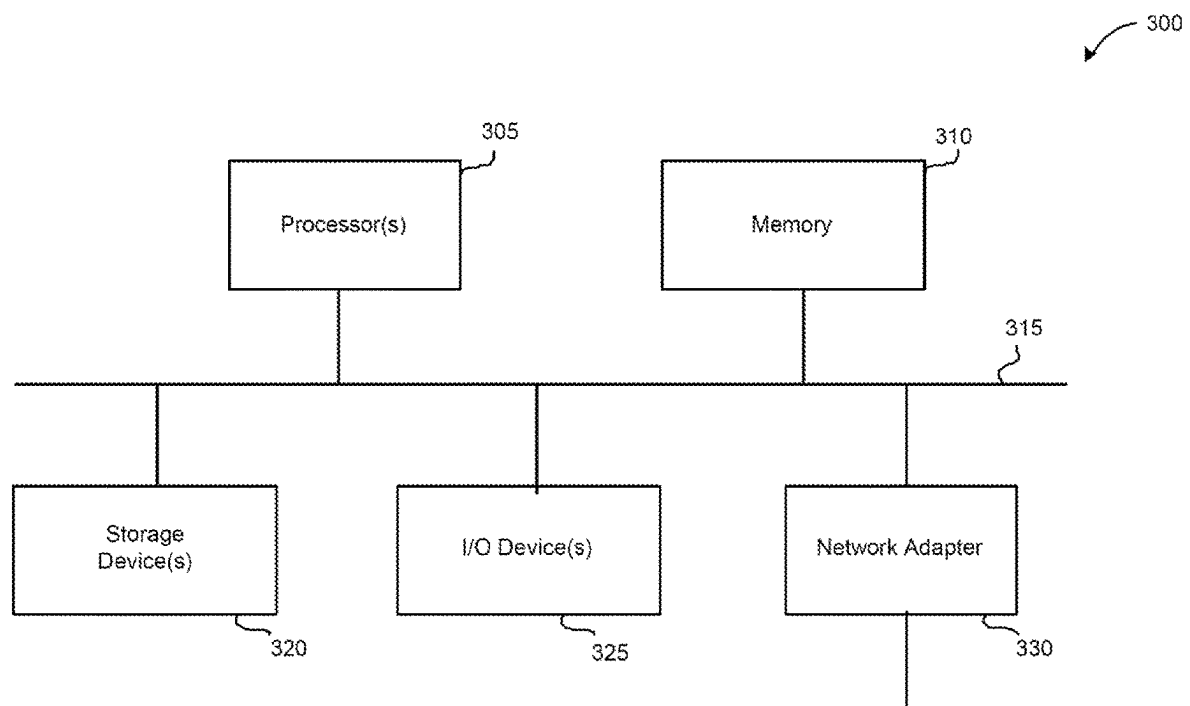 300
305
310
Processor(s)
Memory
315
Storage
Device(s)
I/O Device(s)
Network Adapter
320
325
330